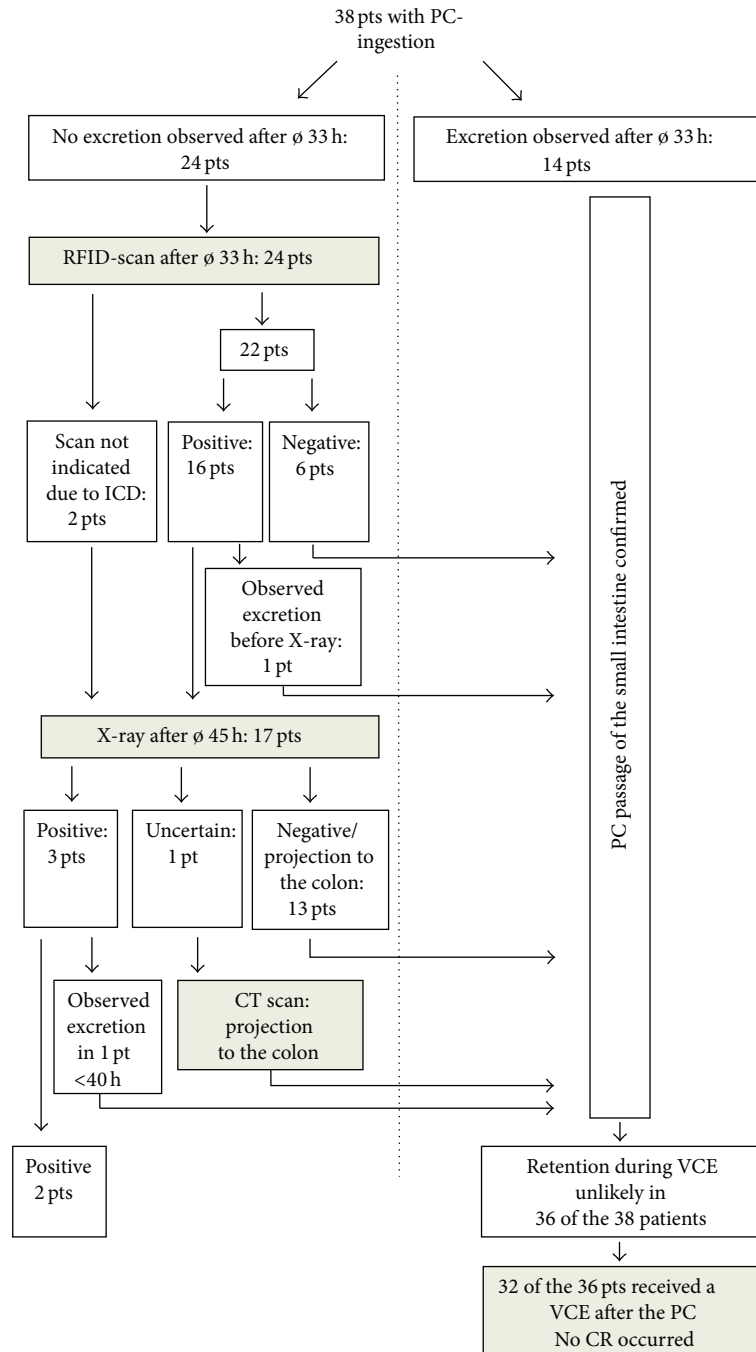 38 pts with PC-
ingestion
No excretion observed after ø 33 h:
24 pts
Excretion observed after ø 33 h:
14 pts
RFID-scan after ø 33 h: 24 pts
22 pts
Scan not
indicated
due to ICD:
2 pts
Positive:
16 pts
Negative:
6 pts
Observed
excretion
before X-ray:
1 pt
X-ray after ø 45 h: 17 pts
Positive:
3 pts
Uncertain:
1 pt
Negative/
projection to
the colon:
13 pts
Observed
excretion
in 1 pt
<40 h
CT scan:
projection
to the colon
Positive
2 pts
PC passage of the small intestine confirmed
Retention during VCE
unlikely in
36 of the 38 patients
32 of the 36 pts received a
VCE after the PC
No CR occurred